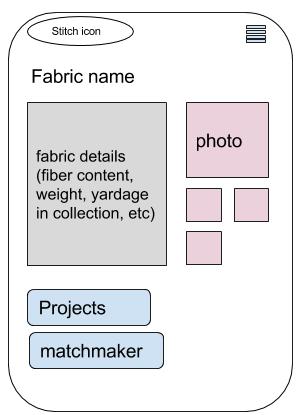 Stitch icon
Fabric name
fabric details
(fiber content,
weight, yardage
in collection, etc)
photo
Projects
matchmaker